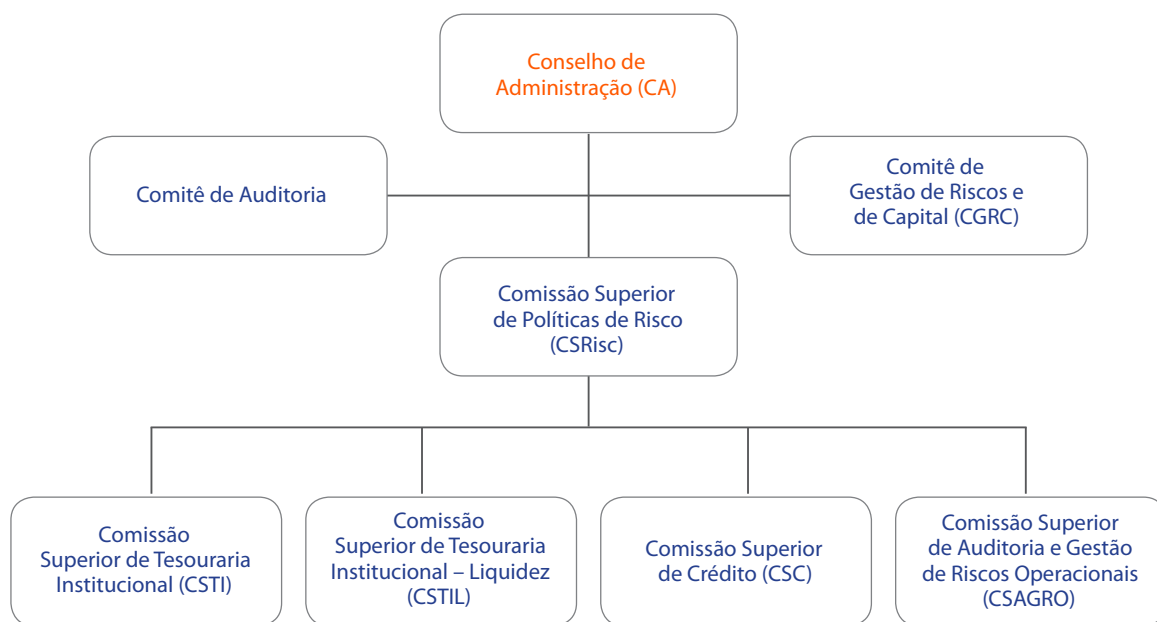 Conselho de
Administração (CA)
Comitê de Auditoria
Comitê de
Gestão de Riscos e
de Capital (CGRC)
Comissão Superior
de Políticas de Risco
(CSRisc)
Comissão
Superior de Tesouraria
Institucional (CSTI)
Comissão
Superior de Tesouraria
Institucional – Liquidez
(CSTIL)
Comissão Superior
de Crédito (CSC)
Comissão Superior
de Auditoria e Gestão
de Riscos Operacionais
(CSAGRO)